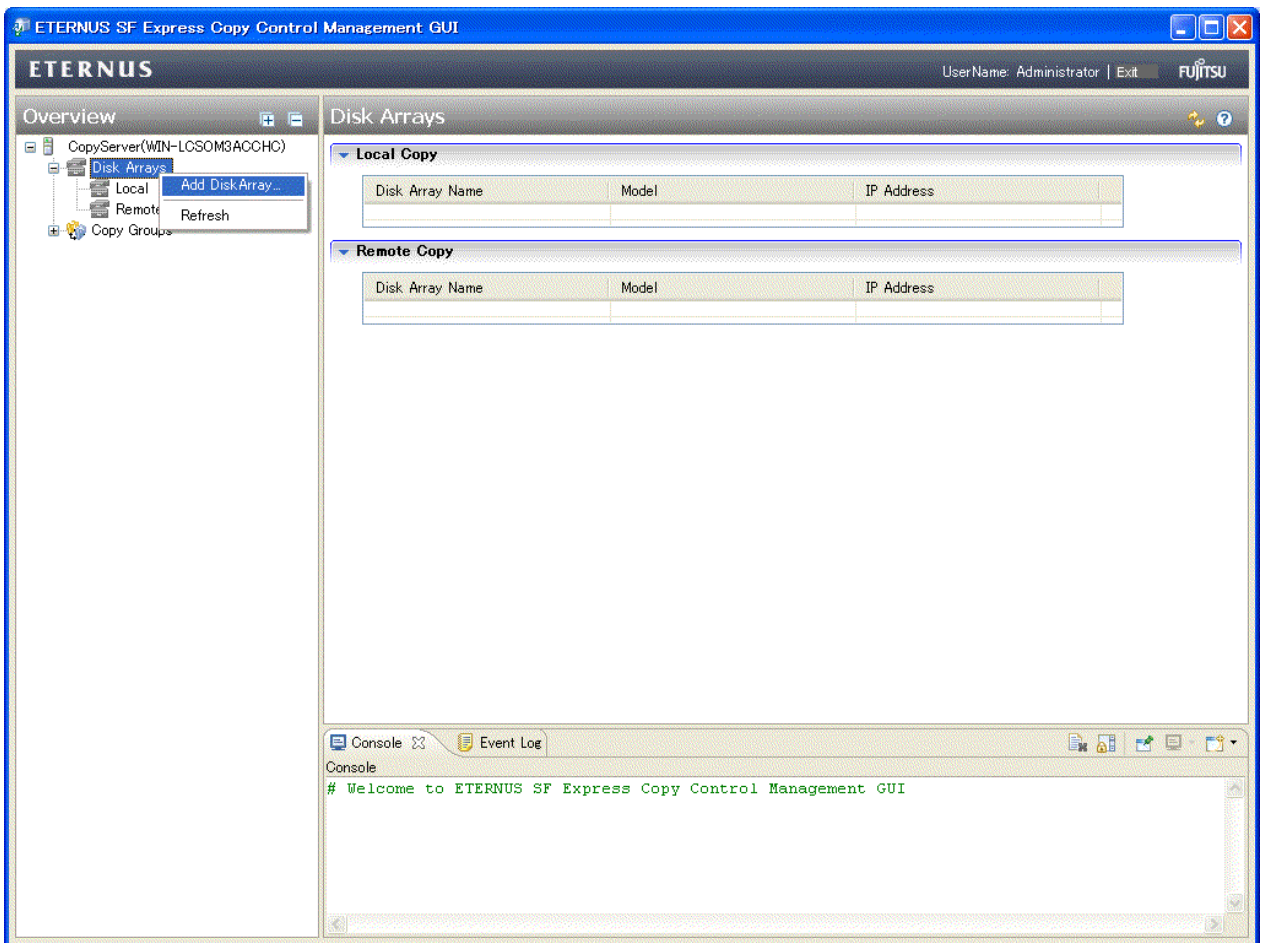 ETERNUS SF Express Copy Control Management GUI
ETERNUS
UserName: Administrator | Exit
FUJITSU
Overview
CopyServer(WIN-LCSOM3ACCHC)
Disk Arrays
Local
Remote
Copy Groups
Add DiskArray...
Refresh
Disk Arrays
Local Copy
Disk Array Name Model IP Address
Remote Copy
Disk Array Name Model IP Address
Console Event Log
Console
# Welcome to ETERNUS SF Express Copy Control Management GUI